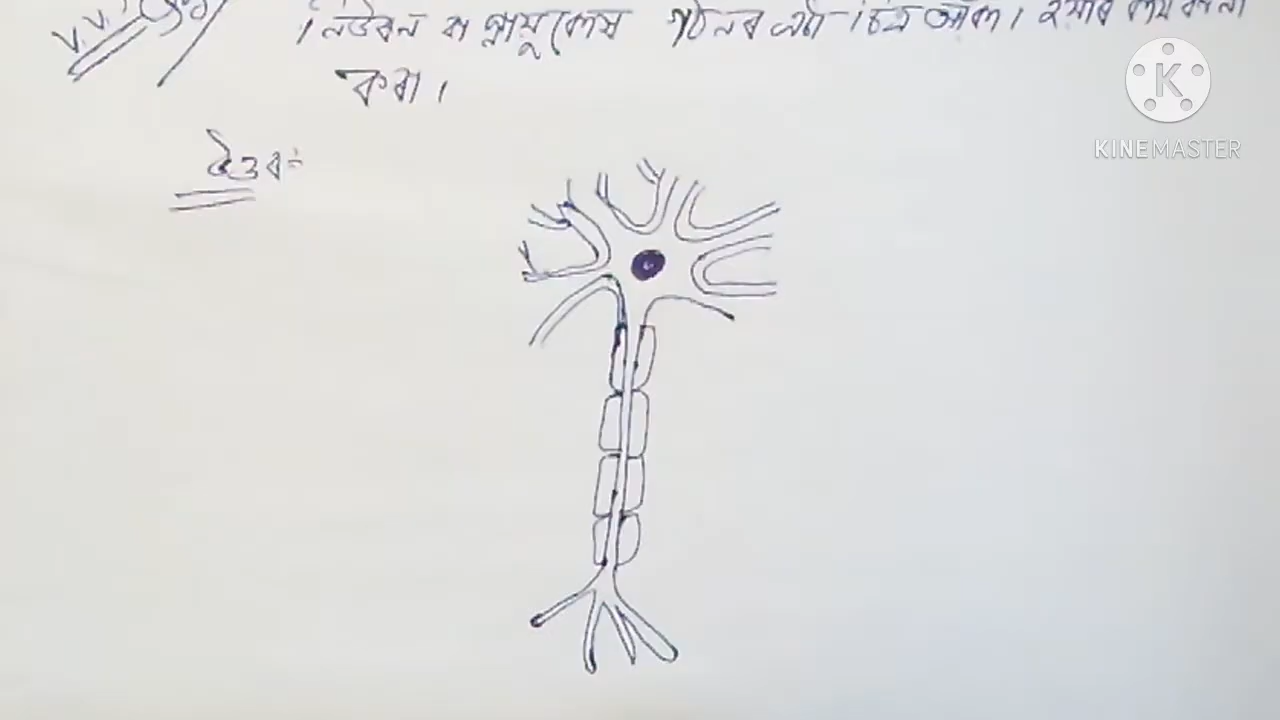 V.V.I
নিউৰন বা স্নায়ুকোষ গঠনৰ এটা চিত্ৰ আঁকা। ইয়াৰ কাৰ্য বৰ্ণনা
কৰা।
উত্তৰঃ
K
KINEMASTER